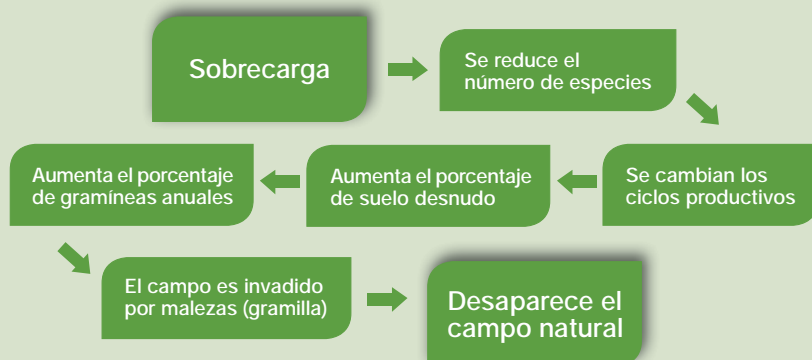 Sobrecarga
Se reduce el
número de especies
Se cambian los
ciclos productivos
Aumenta el porcentaje
de suelo desnudo
Aumenta el porcentaje
de gramíneas anuales
El campo es invadido
por malezas (gramilla)
Desaparece el
campo natural